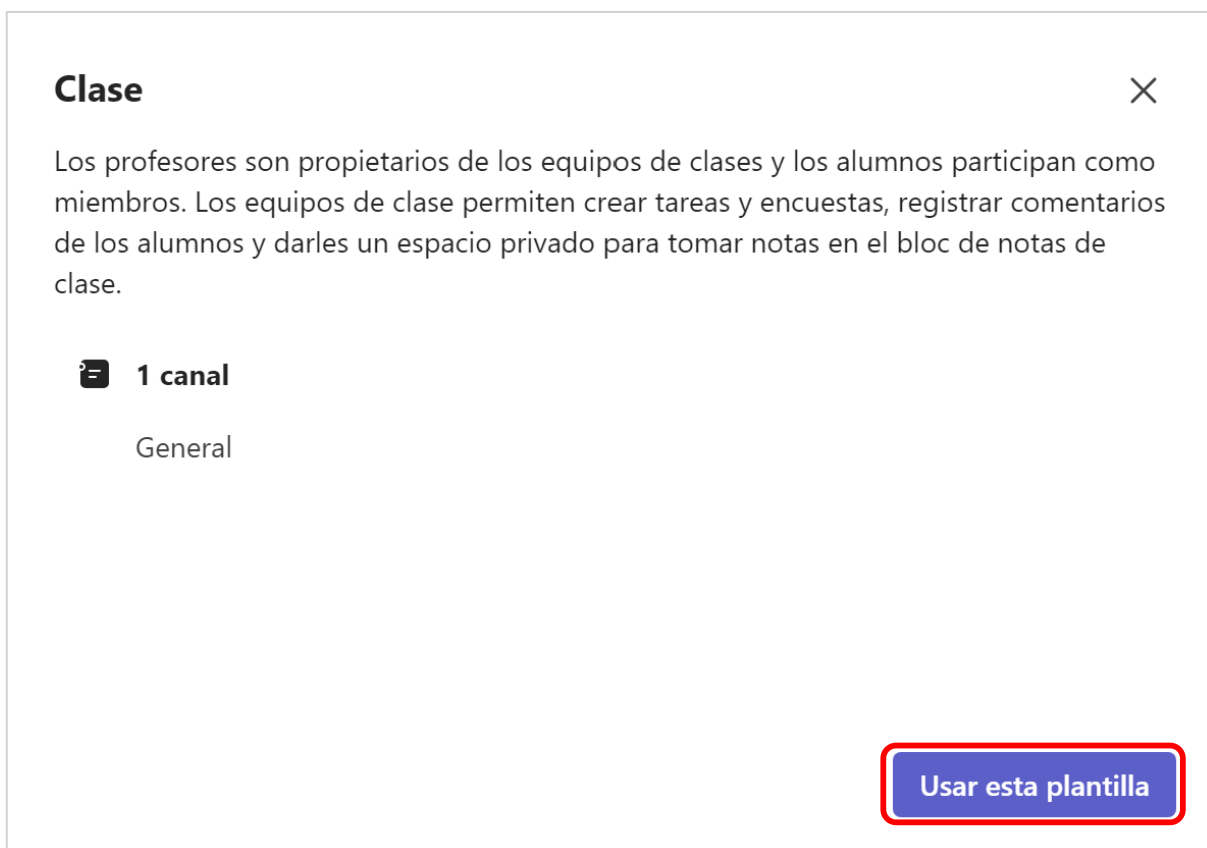 Clase
Los profesores son propietarios de los equipos de clases y los alumnos participan como
miembros. Los equipos de clase permiten crear tareas y encuestas, registrar comentarios
de los alumnos y darles un espacio privado para tomar notas en el bloc de notas de
clase.
1 canal
General
Usar esta plantilla